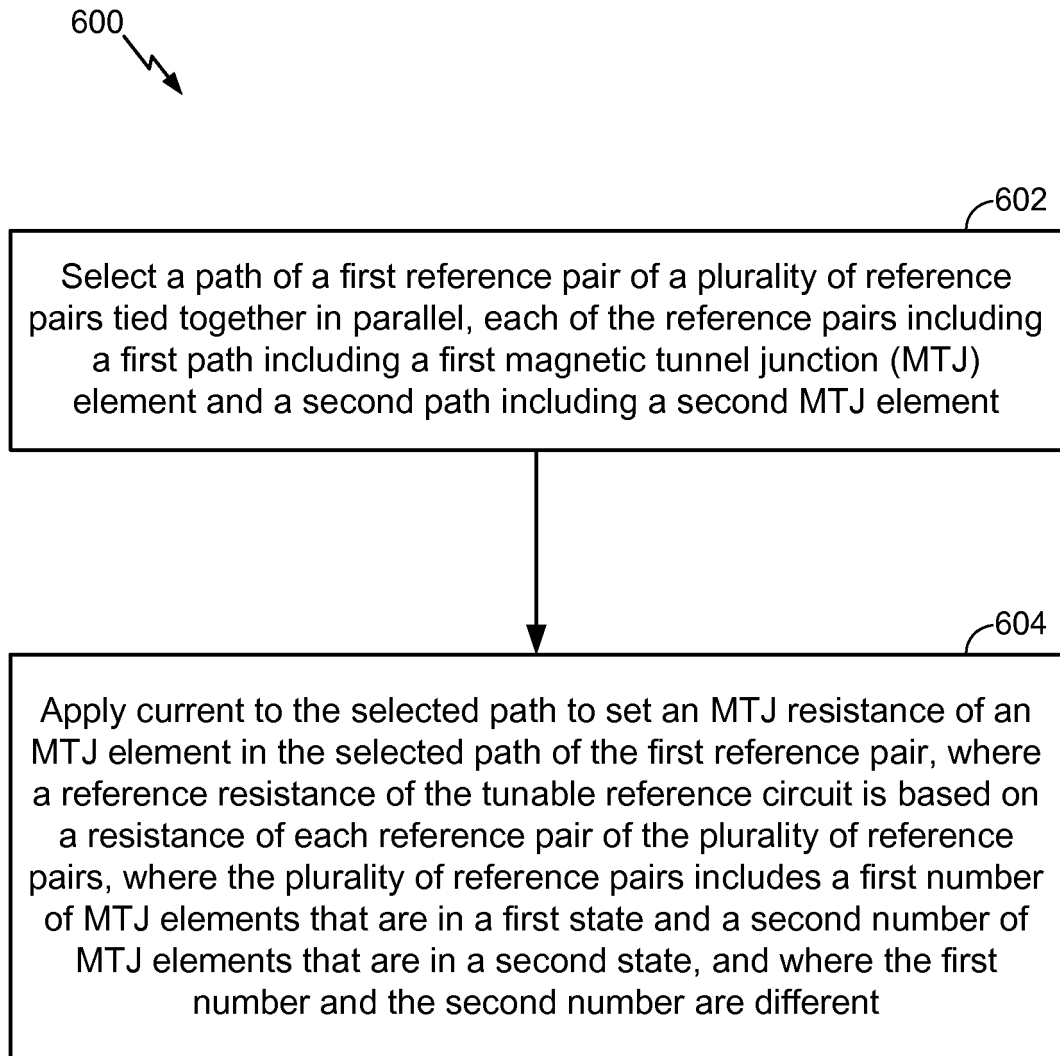 600
602
Select a path of a first reference pair of a plurality of reference
pairs tied together in parallel, each of the reference pairs including
a first path including a first magnetic tunnel junction (MTJ)
element and a second path including a second MTJ element
604
Apply current to the selected path to set an MTJ resistance of an
MTJ element in the selected path of the first reference pair, where
a reference resistance of the tunable reference circuit is based on
a resistance of each reference pair of the plurality of reference
pairs, where the plurality of reference pairs includes a first number
of MTJ elements that are in a first state and a second number of
MTJ elements that are in a second state, and where the first
number and the second number are different